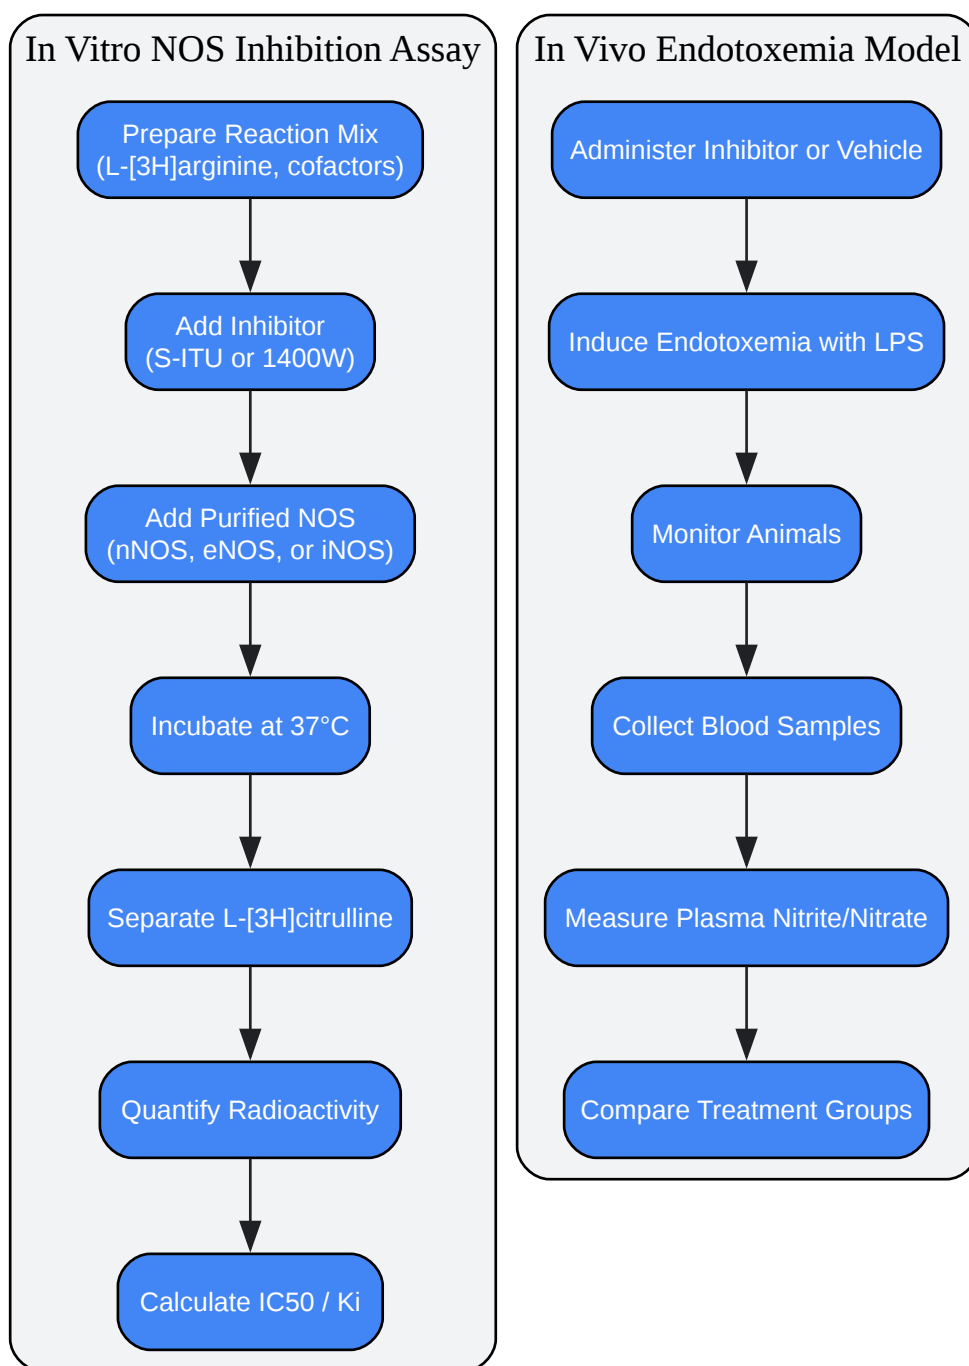 In Vitro NOS Inhibition Assay
Prepare Reaction Mix
(L-[3H]arginine, cofactors)
Add Inhibitor
(S-ITU or 1400W)
Add Purified NOS
(nNOS, eNOS, or iNOS)
Incubate at 37°C
Separate L-[3H]citrulline
Quantify Radioactivity
Calculate IC50 / Ki
In Vivo Endotoxemia Model
Administer Inhibitor or Vehicle
Induce Endotoxemia with LPS
Monitor Animals
Collect Blood Samples
Measure Plasma Nitrite/Nitrate
Compare Treatment Groups